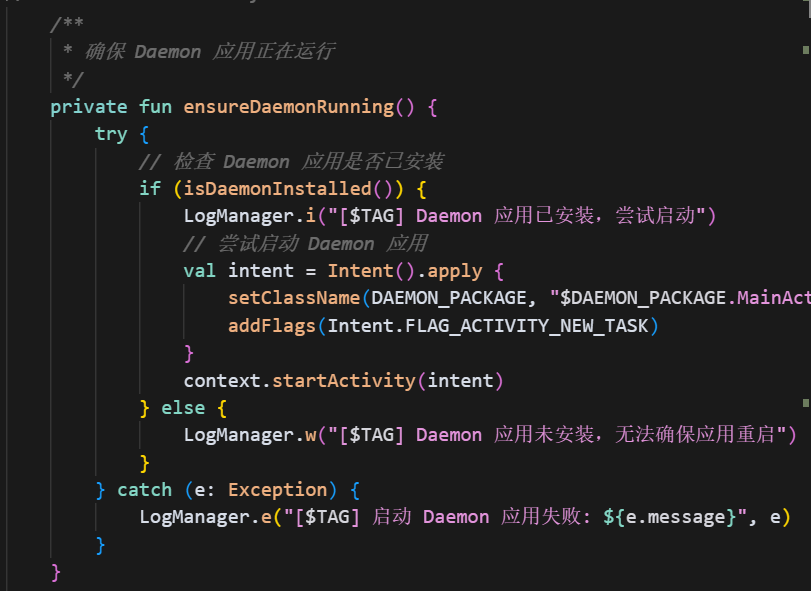 /**
 * 确保 Daemon 应用正在运行
 */
private fun ensureDaemonRunning() {
    try {
        // 检查 Daemon 应用是否已安装
        if (isDaemonInstalled()) {
            LogManager.i("[$TAG] Daemon 应用已安装，尝试启动")
            // 尝试启动 Daemon 应用
            val intent = Intent().apply {
                setClassName(DAEMON_PACKAGE, "$DAEMON_PACKAGE.MainAct
                addFlags(Intent.FLAG_ACTIVITY_NEW_TASK)
            }
            context.startActivity(intent)
        } else {
            LogManager.w("[$TAG] Daemon 应用未安装，无法确保应用重启")
        }
    } catch (e: Exception) {
        LogManager.e("[$TAG] 启动 Daemon 应用失败: ${e.message}", e)
    }
}